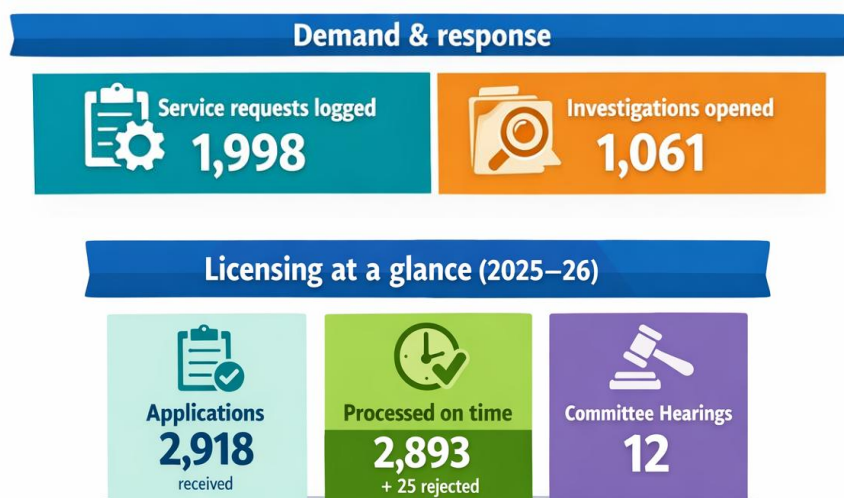 Demand & response
Service requests logged
1,998
Investigations opened
1,061
Licensing at a glance (2025–26)
Applications
2,918
received
Processed on time
2,893
+ 25 rejected
Committee Hearings
12